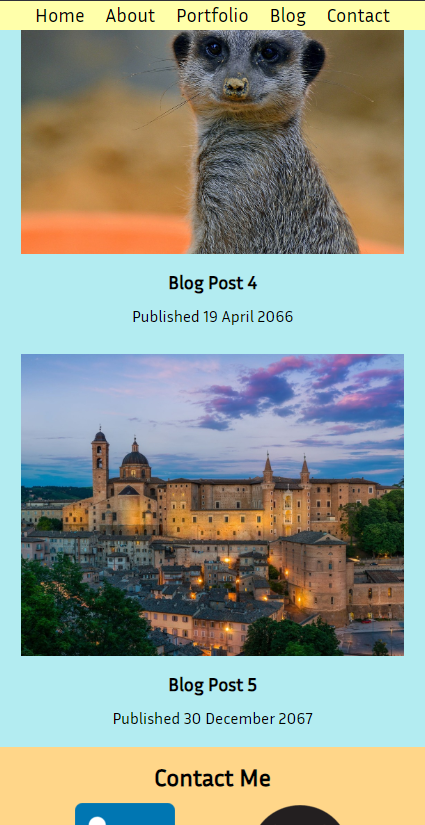 Home About Portfolio Blog Contact
Blog Post 4
Published 19 April 2066
Blog Post 5
Published 30 December 2067
Contact Me